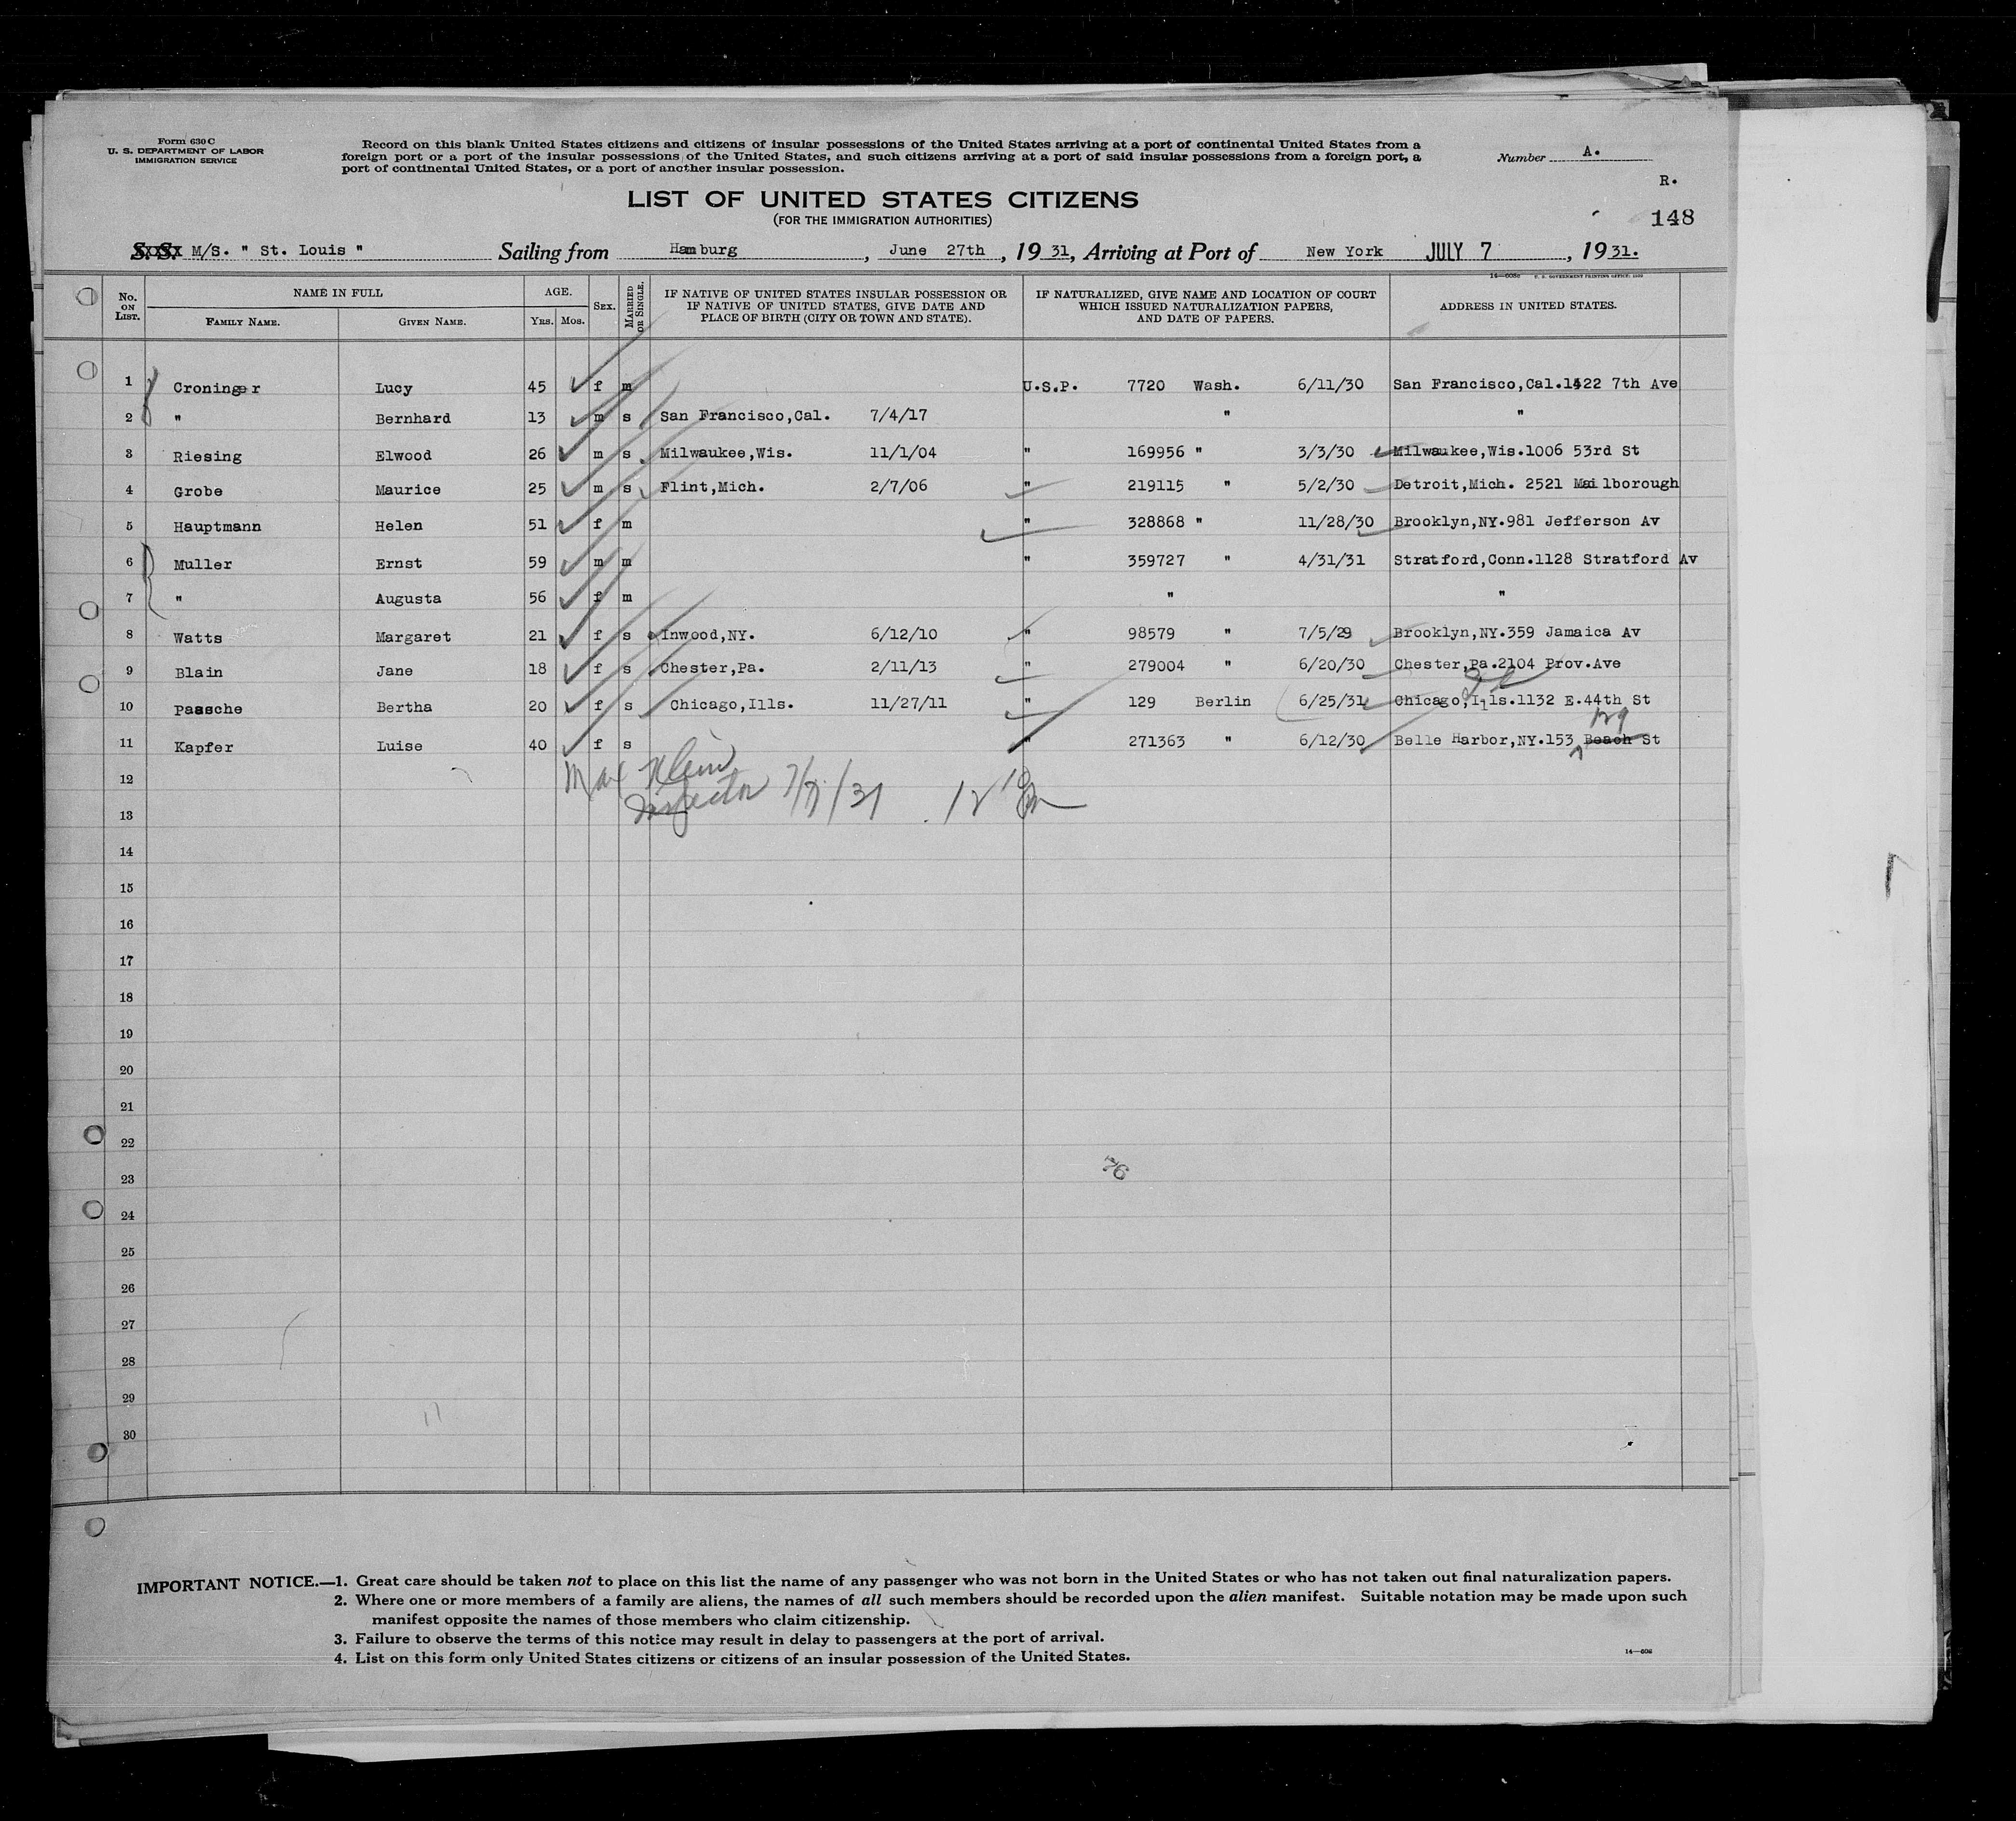 Form 630 C
U. S. DEPARTMENT OF LABOR
IMMIGRATION SERVICE
Record on this blank United States citizens and citizens of insular possessions of the United States arriving at a port of continental United States from a
foreign port or a port of the insular possessions of the United States, and such citizens arriving at a port of said insular possessions from a foreign port, a
port of continental United States, or a port of another insular possession.
Number A.
R.
148
LIST OF UNITED STATES CITIZENS
(FOR THE IMMIGRATION AUTHORITIES)
S. S. M/S. " St. Louis " Sailing from Hamburg, June 27th, 1931, Arriving at Port of New York JULY 7, 1931.
No. ON LIST. NAME IN FULL FAMILY NAME. GIVEN NAME. AGE. YRS. MOS. SEX. MARRIED OR SINGLE. IF NATIVE OF UNITED STATES INSULAR POSSESSION OR IF NATIVE OF UNITED STATES, GIVE DATE AND PLACE OF BIRTH (CITY OR TOWN AND STATE). IF NATURALIZED, GIVE NAME AND LOCATION OF COURT WHICH ISSUED NATURALIZATION PAPERS, AND DATE OF PAPERS. ADDRESS IN UNITED STATES.
1 Croninger Lucy 45 f m U.S.P. 7720 Wash. 6/11/30 San Francisco,Cal.1422 7th Ave
2 " Bernhard 13 m s San Francisco,Cal. 7/4/17 " "
3 Riesing Elwood 26 m s Milwaukee,Wis. 11/1/04 " 169956 " 3/3/30 Milwaukee,Wis.1006 53rd St
4 Grobe Maurice 25 m s Flint,Mich. 2/7/06 " 219115 " 5/2/30 Detroit,Mich. 2521 Mailborough
5 Hauptmann Helen 51 f m " 328868 " 11/28/30 Brooklyn,NY.981 Jefferson Av
6 Muller Ernst 59 m m " 359727 " 4/31/31 Stratford,Conn.1128 Stratford Av
7 " Augusta 56 f m " "
8 Watts Margaret 21 f s Inwood,NY. 6/12/10 " 98579 " 7/5/29 Brooklyn,NY.359 Jamaica Av
9 Blain Jane 18 f s Chester,Pa. 2/11/13 " 279004 " 6/20/30 Chester,Pa.2104 Prov.Ave
10 Paasche Bertha 20 f s Chicago,Ills. 11/27/11 " 129 Berlin 6/25/31 Chicago,Ills.1132 E.44th St
11 Kapfer Luise 40 f s " 271363 " 6/12/30 Belle Harbor,NY.153 Beach St
129
Max Klein
Inspector 7/7/31
12
13
14
15
16
17
18
19
20
21
22
23
76
24
25
26
27
28
29
30
IMPORTANT NOTICE.—1. Great care should be taken not to place on this list the name of any passenger who was not born in the United States or who has not taken out final naturalization papers.
2. Where one or more members of a family are aliens, the names of all such members should be recorded upon the alien manifest. Suitable notation may be made upon such
manifest opposite the names of those members who claim citizenship.
3. Failure to observe the terms of this notice may result in delay to passengers at the port of arrival.
4. List on this form only United States citizens or citizens of an insular possession of the United States.
14—608